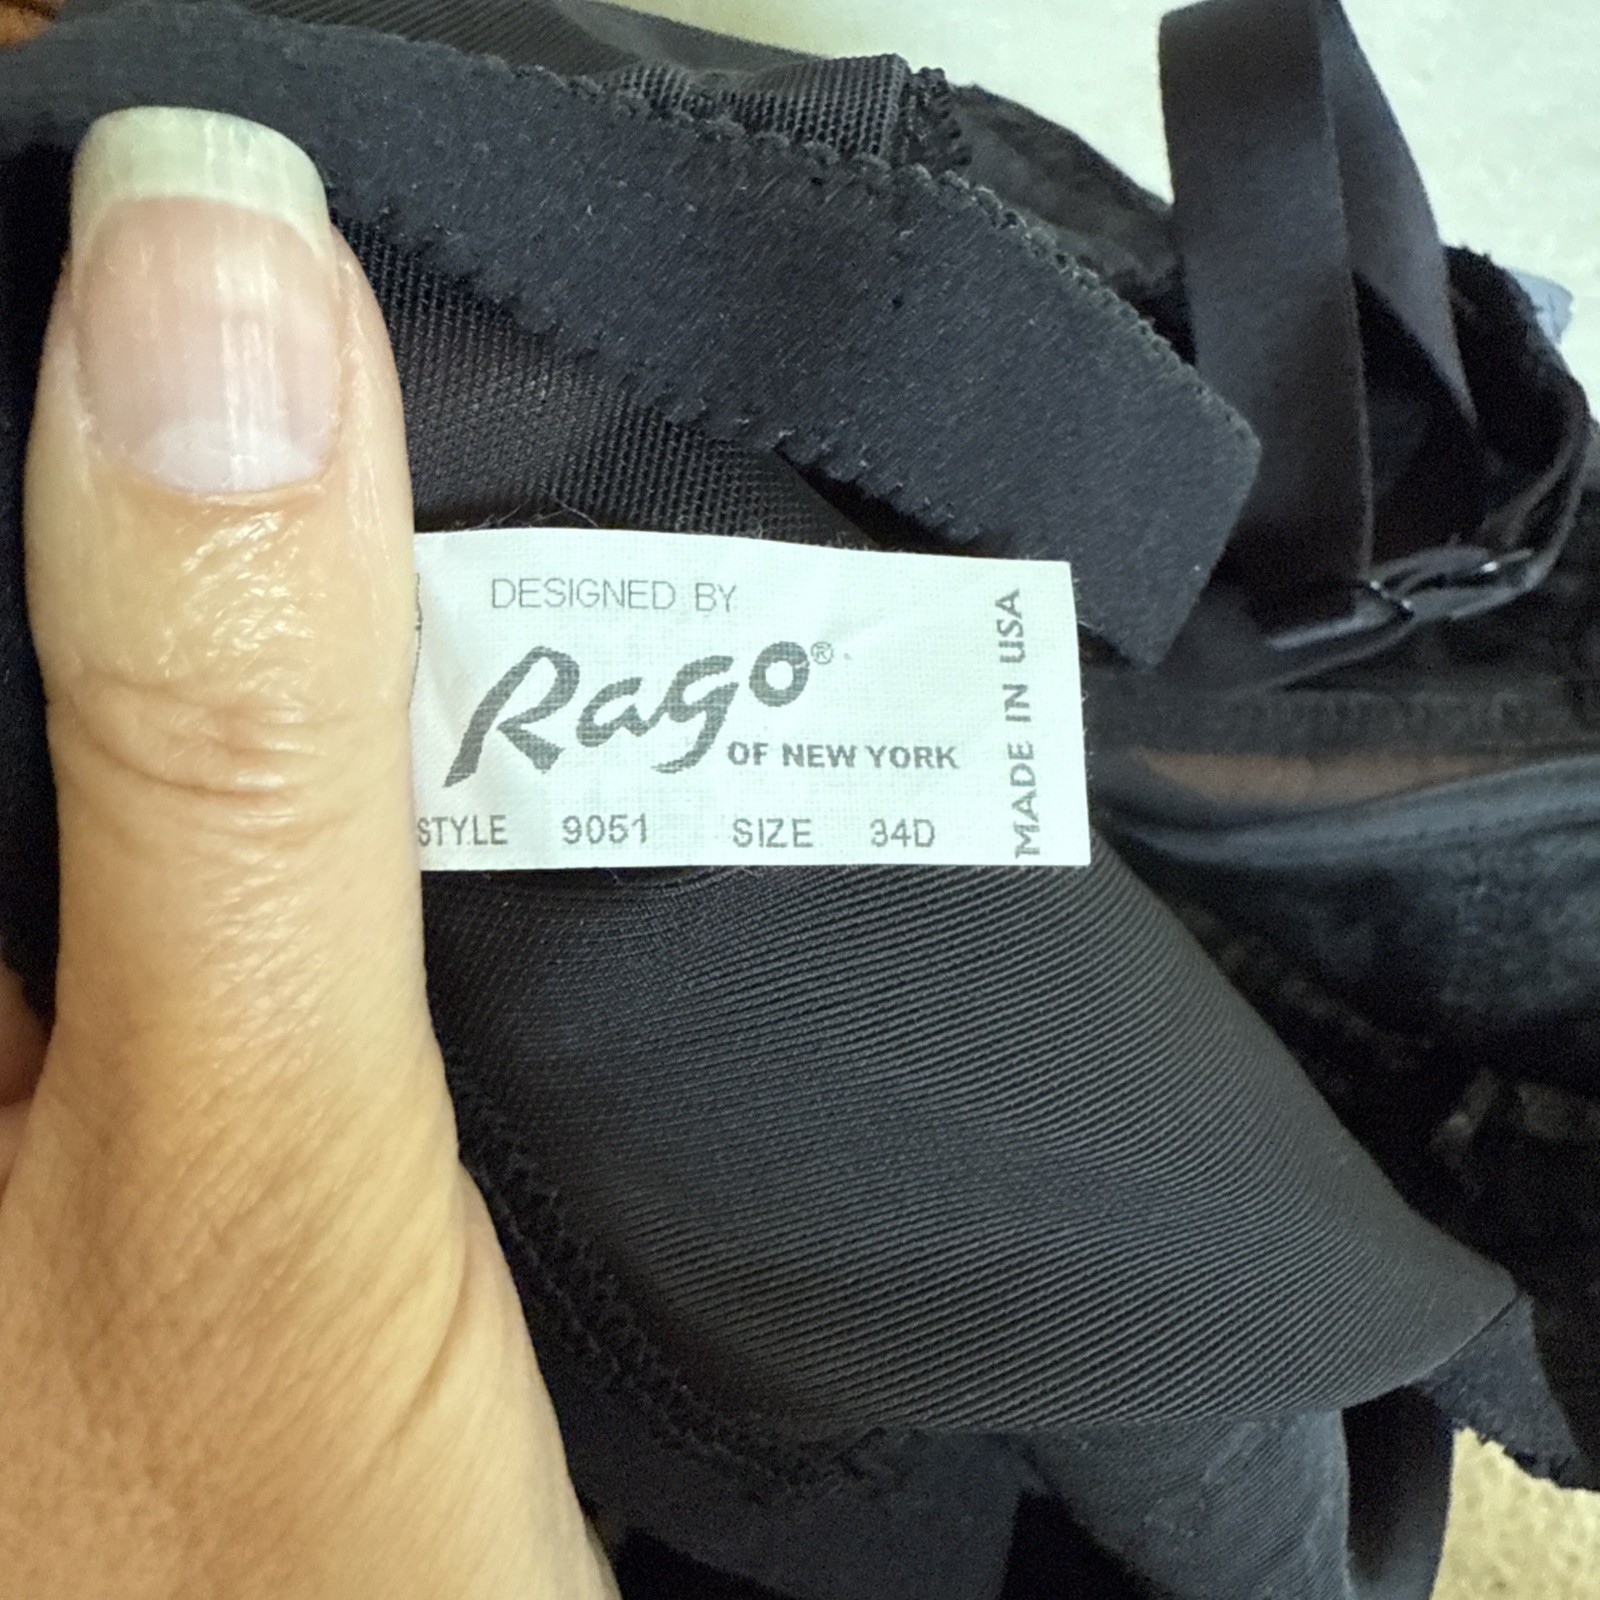 DESIGNED BY
Rago®
OF NEW YORK
STYLE 9051 SIZE 34D
MADE IN USA